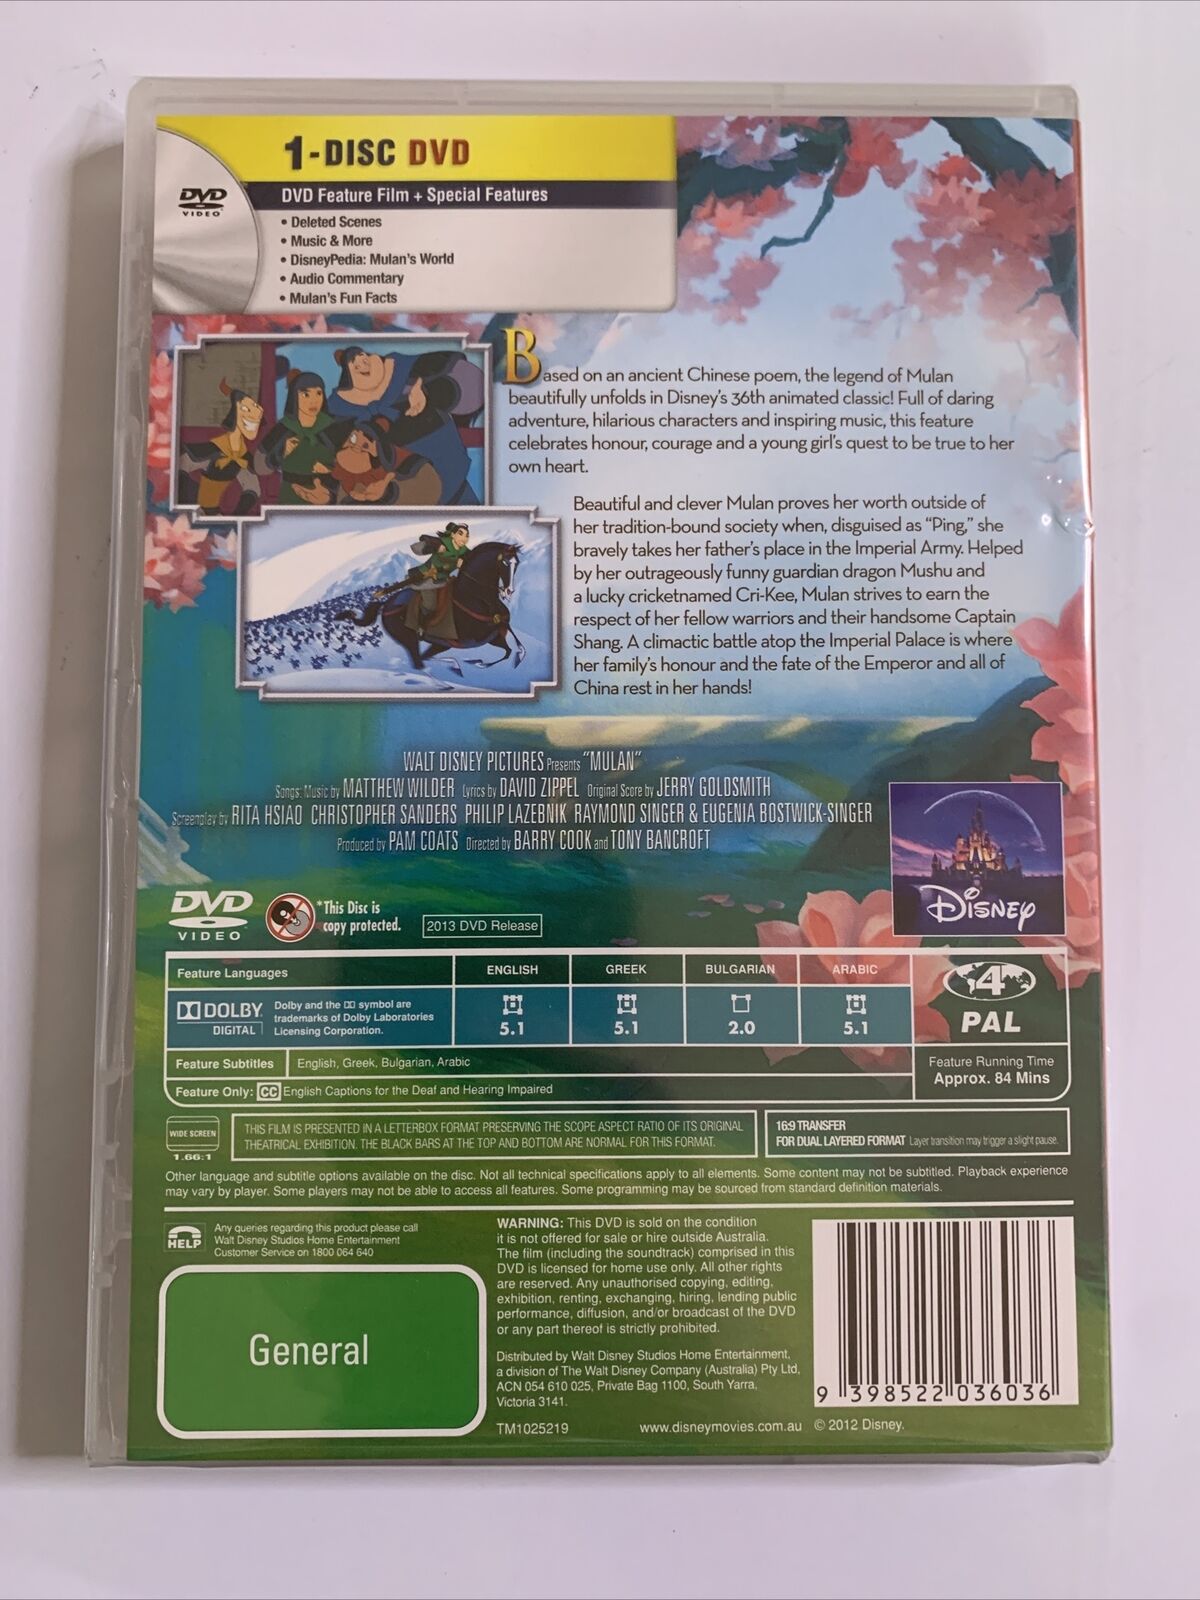 1-DISC DVD
DVD VIDEO
DVD Feature Film + Special Features
• Deleted Scenes
• Music & More
• DisneyPedia: Mulan's World
• Audio Commentary
• Mulan's Fun Facts
Based on an ancient Chinese poem, the legend of Mulan
beautifully unfolds in Disney's 36th animated classic! Full of daring
adventure, hilarious characters and inspiring music, this feature
celebrates honour, courage and a young girl's quest to be true to her
own heart.
Beautiful and clever Mulan proves her worth outside of
her tradition-bound society when, disguised as "Ping," she
bravely takes her father's place in the Imperial Army. Helped
by her outrageously funny guardian dragon Mushu and
a lucky cricketnamed Cri-Kee, Mulan strives to earn the
respect of her fellow warriors and their handsome Captain
Shang. A climactic battle atop the Imperial Palace is where
her family's honour and the fate of the Emperor and all of
China rest in her hands!
WALT DISNEY PICTURES Presents "MULAN"
Songs: Music by MATTHEW WILDER Lyrics by DAVID ZIPPEL Original Score by JERRY GOLDSMITH
Screenplay by RITA HSIAO CHRISTOPHER SANDERS PHILIP LAZEBNIK RAYMOND SINGER & EUGENIA BOSTWICK-SINGER
Produced by PAM COATS Directed by BARRY COOK and TONY BANCROFT
DISNEY
DVD VIDEO
*This Disc is
copy protected.
2013 DVD Release
Feature Languages ENGLISH GREEK BULGARIAN ARABIC
DOLBY DIGITAL
Dolby and the DD symbol are
trademarks of Dolby Laboratories
Licensing Corporation.
5.1 5.1 2.0 5.1
4
PAL
Feature Subtitles English, Greek, Bulgarian, Arabic
Feature Running Time
Approx. 84 Mins
Feature Only: CC English Captions for the Deaf and Hearing Impaired
WIDE SCREEN
1.66:1
THIS FILM IS PRESENTED IN A LETTERBOX FORMAT PRESERVING THE SCOPE ASPECT RATIO OF ITS ORIGINAL
THEATRICAL EXHIBITION. THE BLACK BARS AT THE TOP AND BOTTOM ARE NORMAL FOR THIS FORMAT.
16:9 TRANSFER
FOR DUAL LAYERED FORMAT Layer transition may trigger a slight pause.
Other language and subtitle options available on the disc. Not all technical specifications apply to all elements. Some content may not be subtitled. Playback experience
may vary by player. Some players may not be able to access all features. Some programming may be sourced from standard definition materials.
HELP
Any queries regarding this product please call
Walt Disney Studios Home Entertainment
Customer Service on 1800 064 640
General
WARNING: This DVD is sold on the condition
it is not offered for sale or hire outside Australia.
The film (including the soundtrack) comprised in this
DVD is licensed for home use only. All other rights
are reserved. Any unauthorised copying, editing,
exhibition, renting, exchanging, hiring, lending public
performance, diffusion, and/or broadcast of the DVD
or any part thereof is strictly prohibited.
Distributed by Walt Disney Studios Home Entertainment,
a division of The Walt Disney Company (Australia) Pty Ltd,
ACN 054 610 025, Private Bag 1100, South Yarra,
Victoria 3141.
9 398522 036036
TM1025219 www.disneymovies.com.au © 2012 Disney.